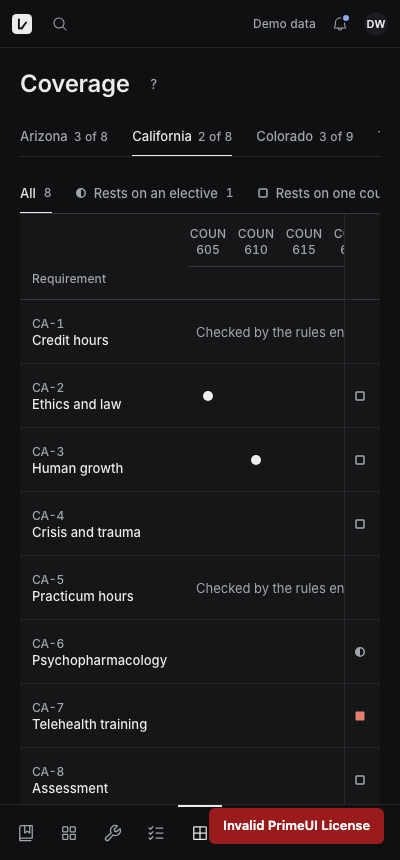 Demo data DW
Coverage ?
Arizona 3 of 8 California 2 of 8 Colorado 3 of 9
All 8 Rests on an elective 1 Rests on one
COUN COUN COUN
605 610 615
Requirement
CA-1
Credit hours Checked by the rules
CA-2
Ethics and law
CA-3
Human growth
CA-4
Crisis and trauma
CA-5
Practicum hours Checked by the rules
CA-6
Psychopharmacology
CA-7
Telehealth training
CA-8
Assessment
Invalid PrimeUI License